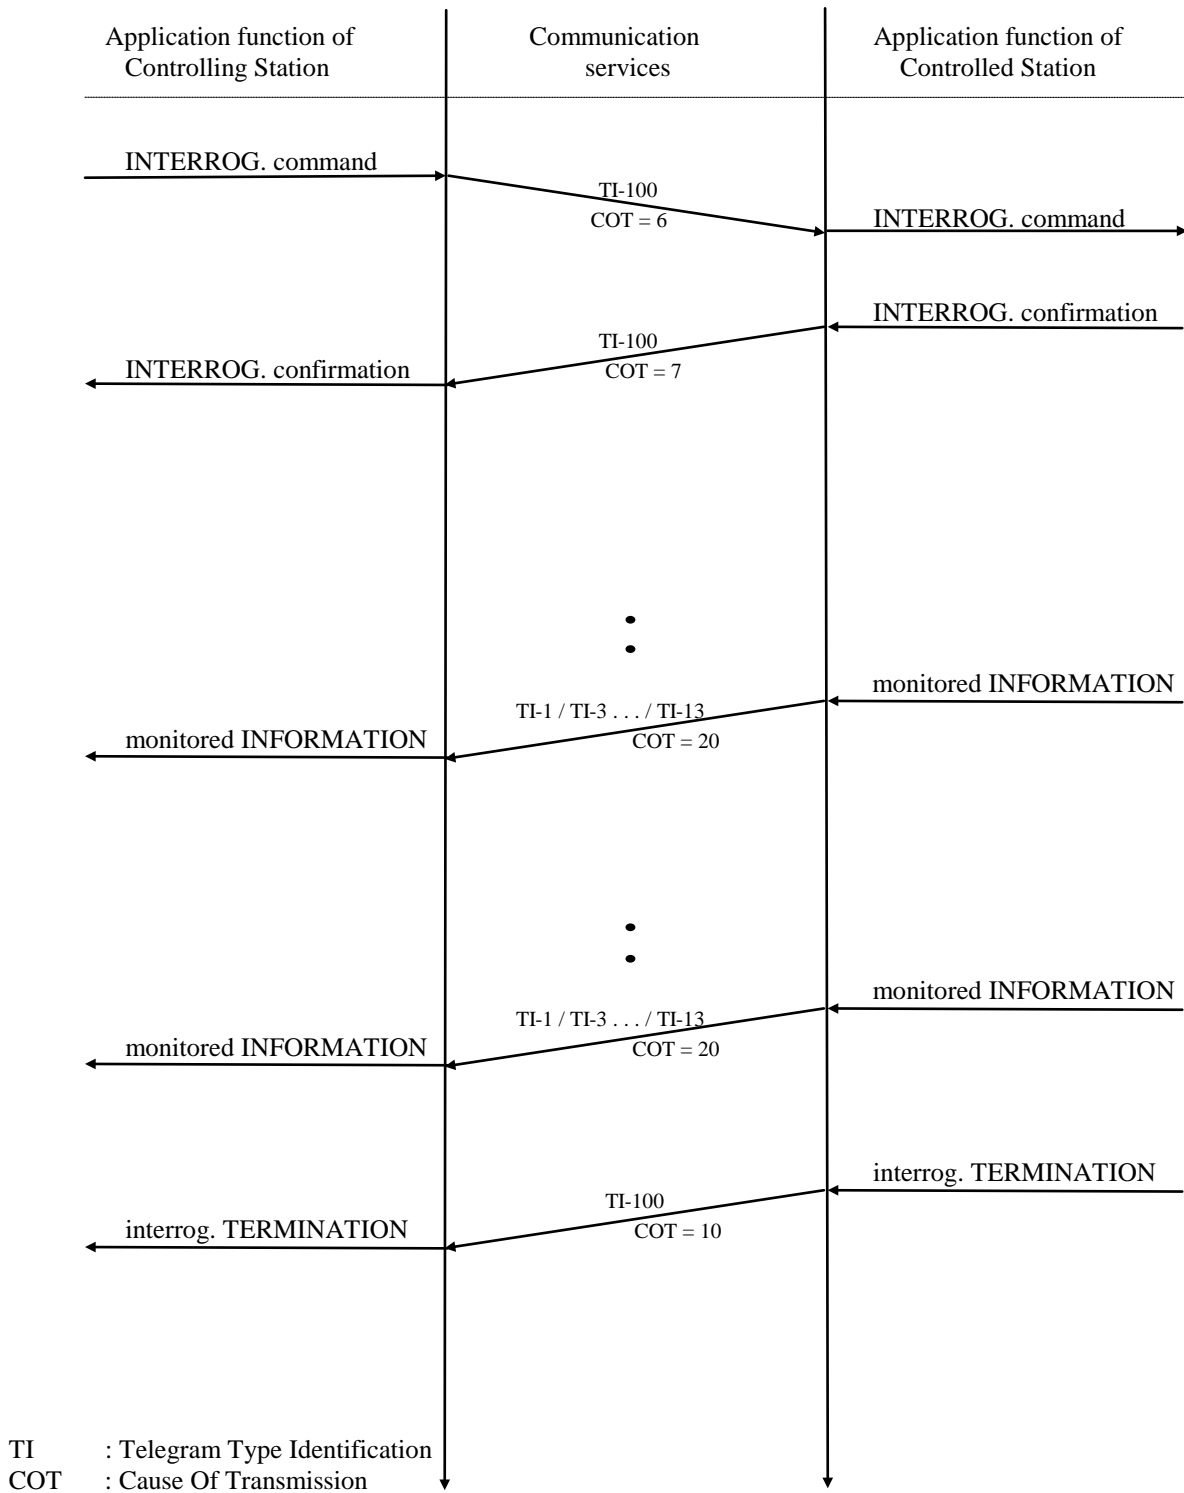 Application function of
Controlling Station
Communication
services
Application function of
Controlled Station
INTERROG. command
TI-100
COT = 6
INTERROG. command
INTERROG. confirmation
TI-100
COT = 7
INTERROG. confirmation
monitored INFORMATION
TI-1 / TI-3 . . . / TI-13
COT = 20
monitored INFORMATION
monitored INFORMATION
TI-1 / TI-3 . . . / TI-13
COT = 20
monitored INFORMATION
interrog. TERMINATION
TI-100
COT = 10
interrog. TERMINATION
TI : Telegram Type Identification
COT : Cause Of Transmission